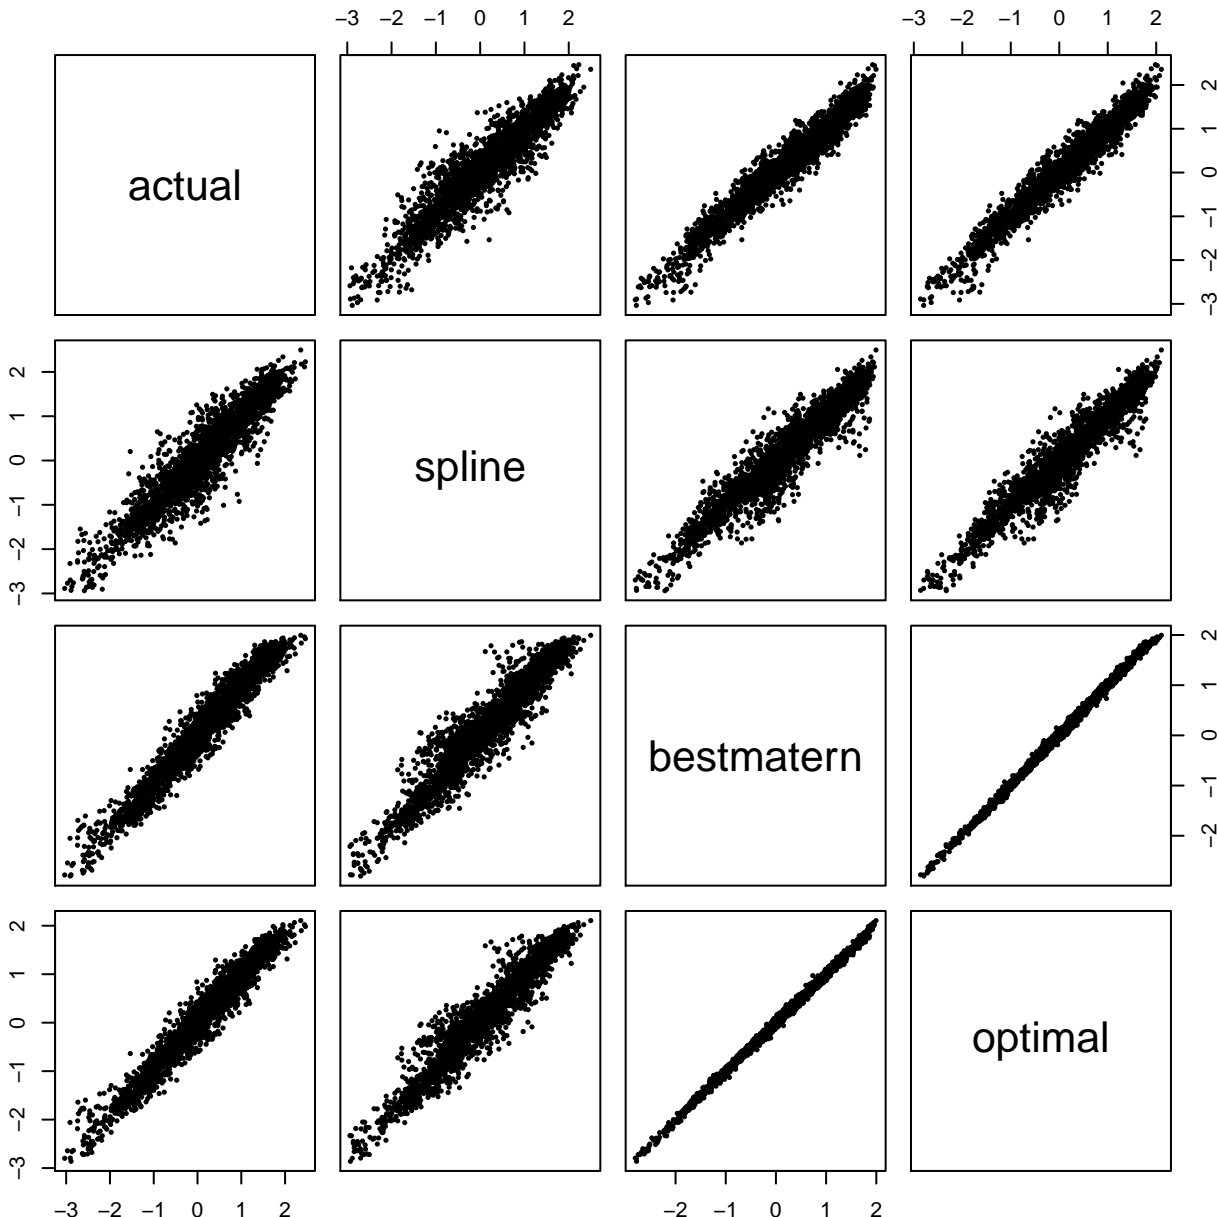 −3 −2 −1 0 1 2 −3 −2 −1 0 1 2
actual
2 1 0 −1 −2 −3
2 1 0 −1 −2 −3
spline
bestmatern
2 1 0 −1 −2
2 1 0 −1 −2 −3
optimal
−3 −2 −1 0 1 2 −2 −1 0 1 2